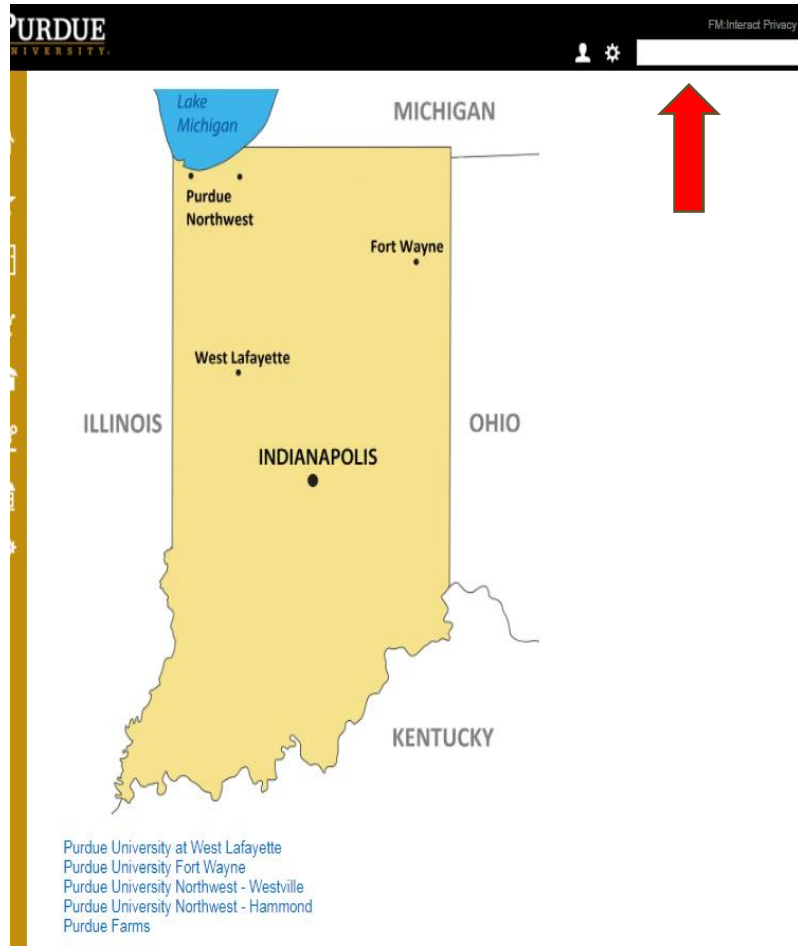 PURDUE
UNIVERSITY.
FM:Interact Privacy
Lake
Michigan
MICHIGAN
Purdue
Northwest
Fort Wayne
West Lafayette
ILLINOIS
OHIO
INDIANAPOLIS
KENTUCKY
Purdue University at West Lafayette
Purdue University Fort Wayne
Purdue University Northwest - Westville
Purdue University Northwest - Hammond
Purdue Farms